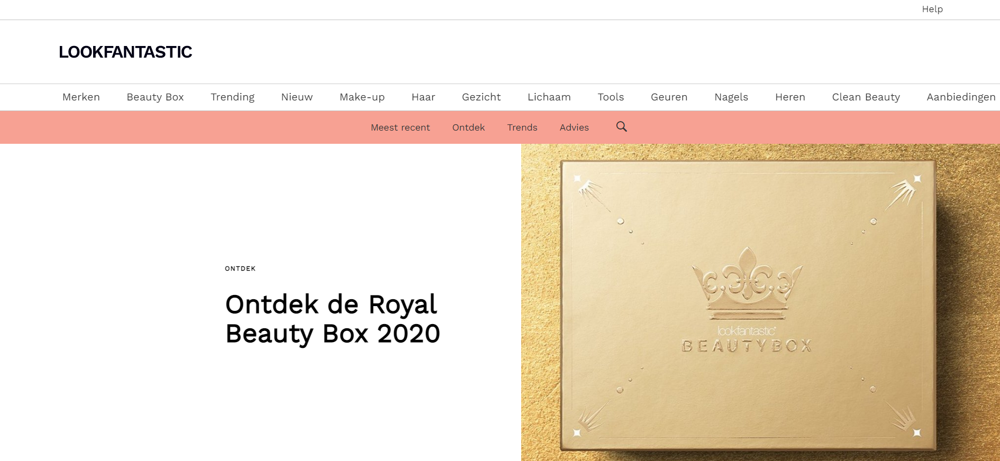 Help
LOOKFANTASTIC
Merken Beauty Box Trending Nieuw Make-up Haar Gezicht Lichaam Tools Geuren Nagels Heren Clean Beauty Aanbiedingen
Meest recent Ontdek Trends Advies
ONTDEK
Ontdek de Royal
Beauty Box 2020
lookfantastic®
BEAUTYBOX